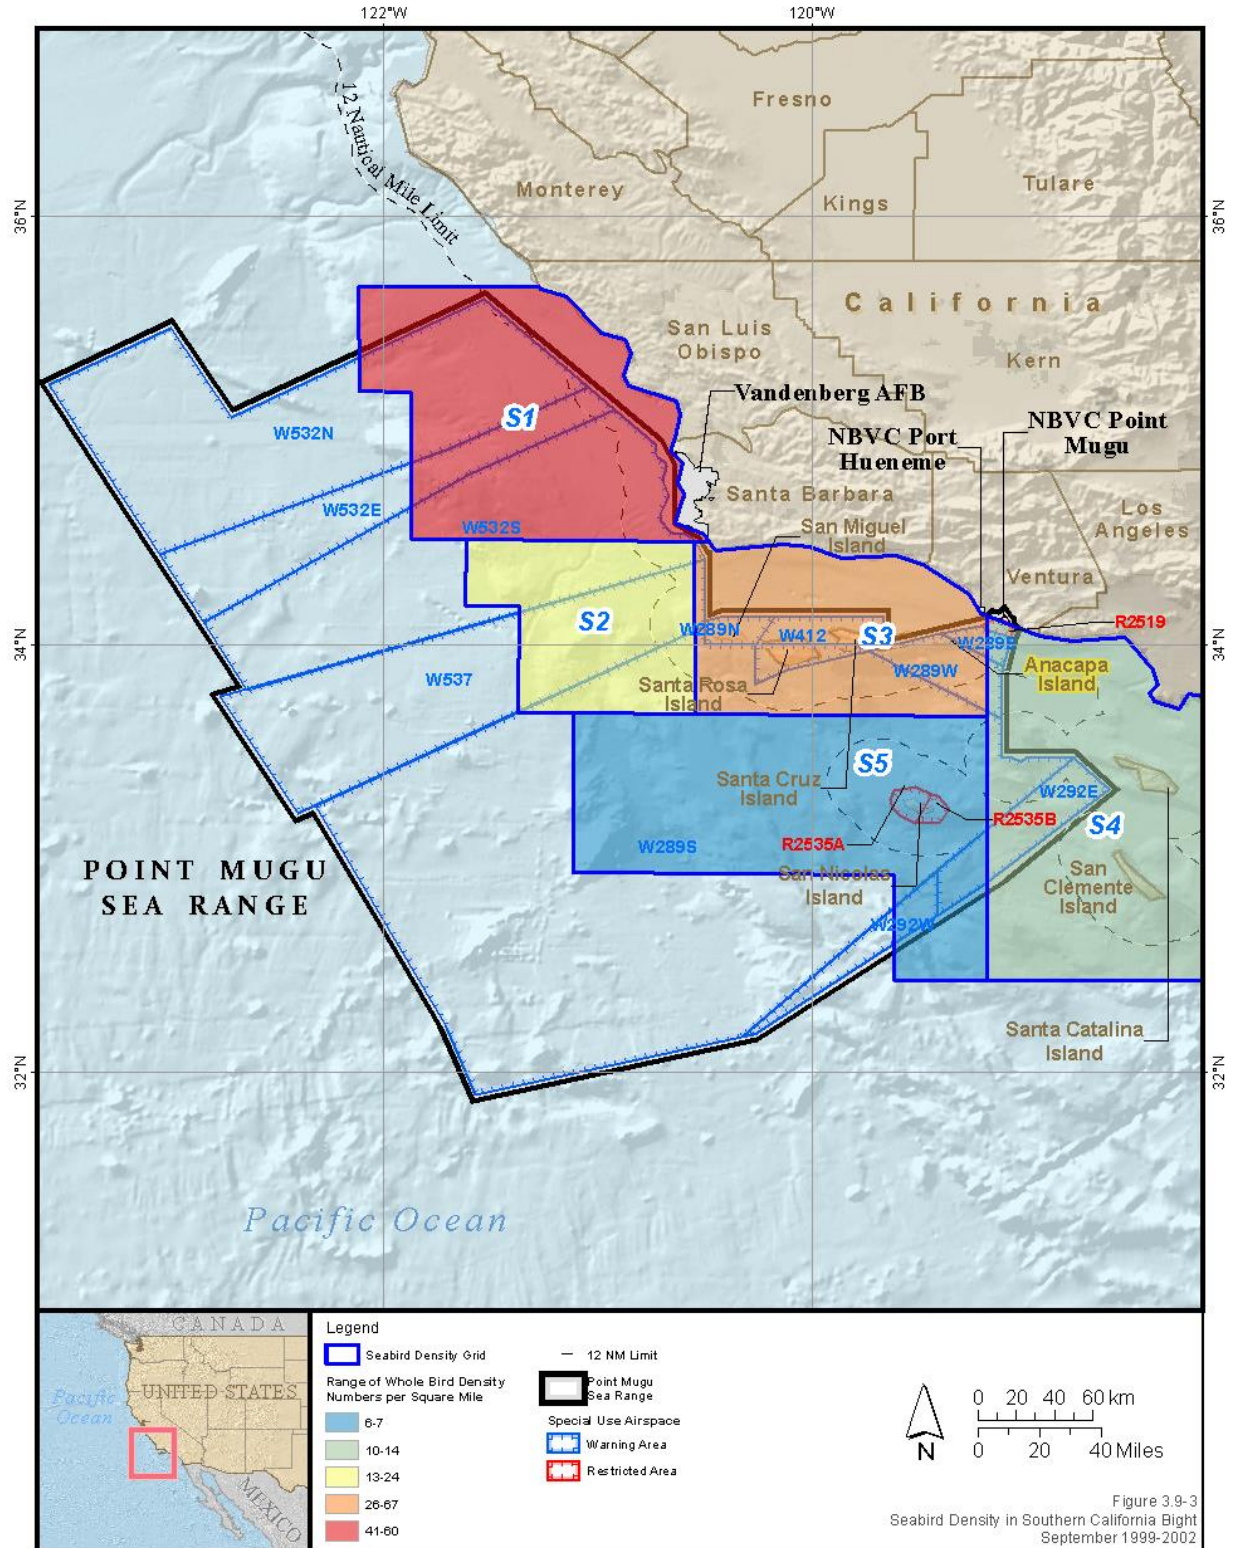 122°W
120°W
12 Nautical Mile Limit
Fresno
Monterey
Kings
Tulare
36°N
36°N
California
San Luis
Obispo
Kern
Vandenberg AFB
NBVC Port
Hueneme
NBVC Point
Mugu
S1
W532N
W532E
W532S
Santa Barbara
San Miguel
Island
Los
Angeles
Ventura
R2519
S2
W289N
W412
S3
W289E
34°N
34°N
W537
Santa Rosa
Island
W289W
Anacapa
Island
Santa Cruz
Island
S5
W292E
R2535B
S4
R2535A
W289S
San Nicolas
Island
San
Clemente
Island
POINT MUGU
SEA RANGE
W292W
Santa Catalina
Island
32°N
32°N
Pacific Ocean
CANADA
UNITED STATES
Pacific
Ocean
MEXICO
Legend
Seabird Density Grid
Range of Whole Bird Density
Numbers per Square Mile
6-7
10-14
13-24
26-67
41-60
12 NM Limit
Point Mugu
Sea Range
Special Use Airspace
Warning Area
Restricted Area
N
0 20 40 60 km
0 20 40 Miles
Figure 3.9-3
Seabird Density in Southern California Bight
September 1999-2002